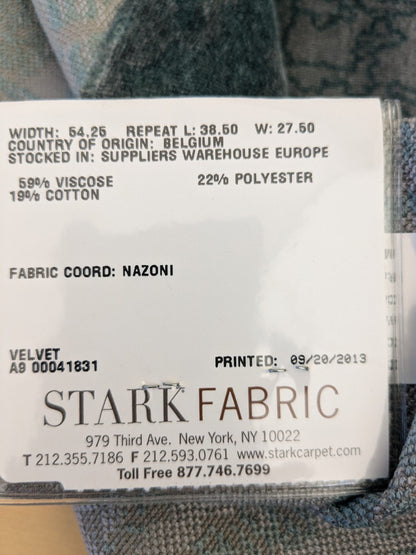 WIDTH: 54.25 REPEAT L: 38.50 W: 27.50
COUNTRY OF ORIGIN: BELGIUM
STOCKED IN: SUPPLIERS WAREHOUSE EUROPE
59% VISCOSE 22% POLYESTER
19% COTTON
FABRIC COORD: NAZONI
VELVET PRINTED: 09/20/2013
A9 00041831
STARK FABRIC
979 Third Ave. New York, NY 10022
T 212.355.7186 F 212.593.0761 www.starkcarpet.com
Toll Free 877.746.7699